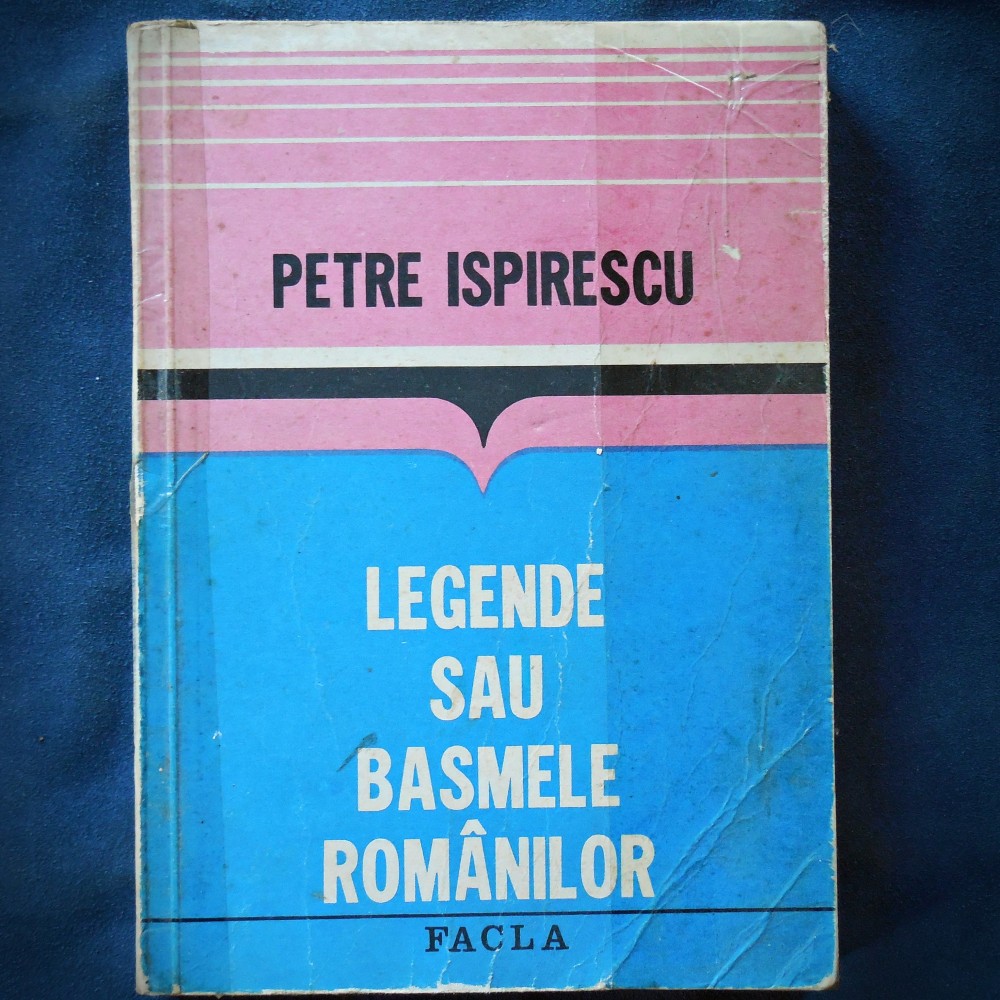 PETRE ISPIRESCU
LEGENDE
SAU
BASMELE
ROMÂNILOR
FACLA